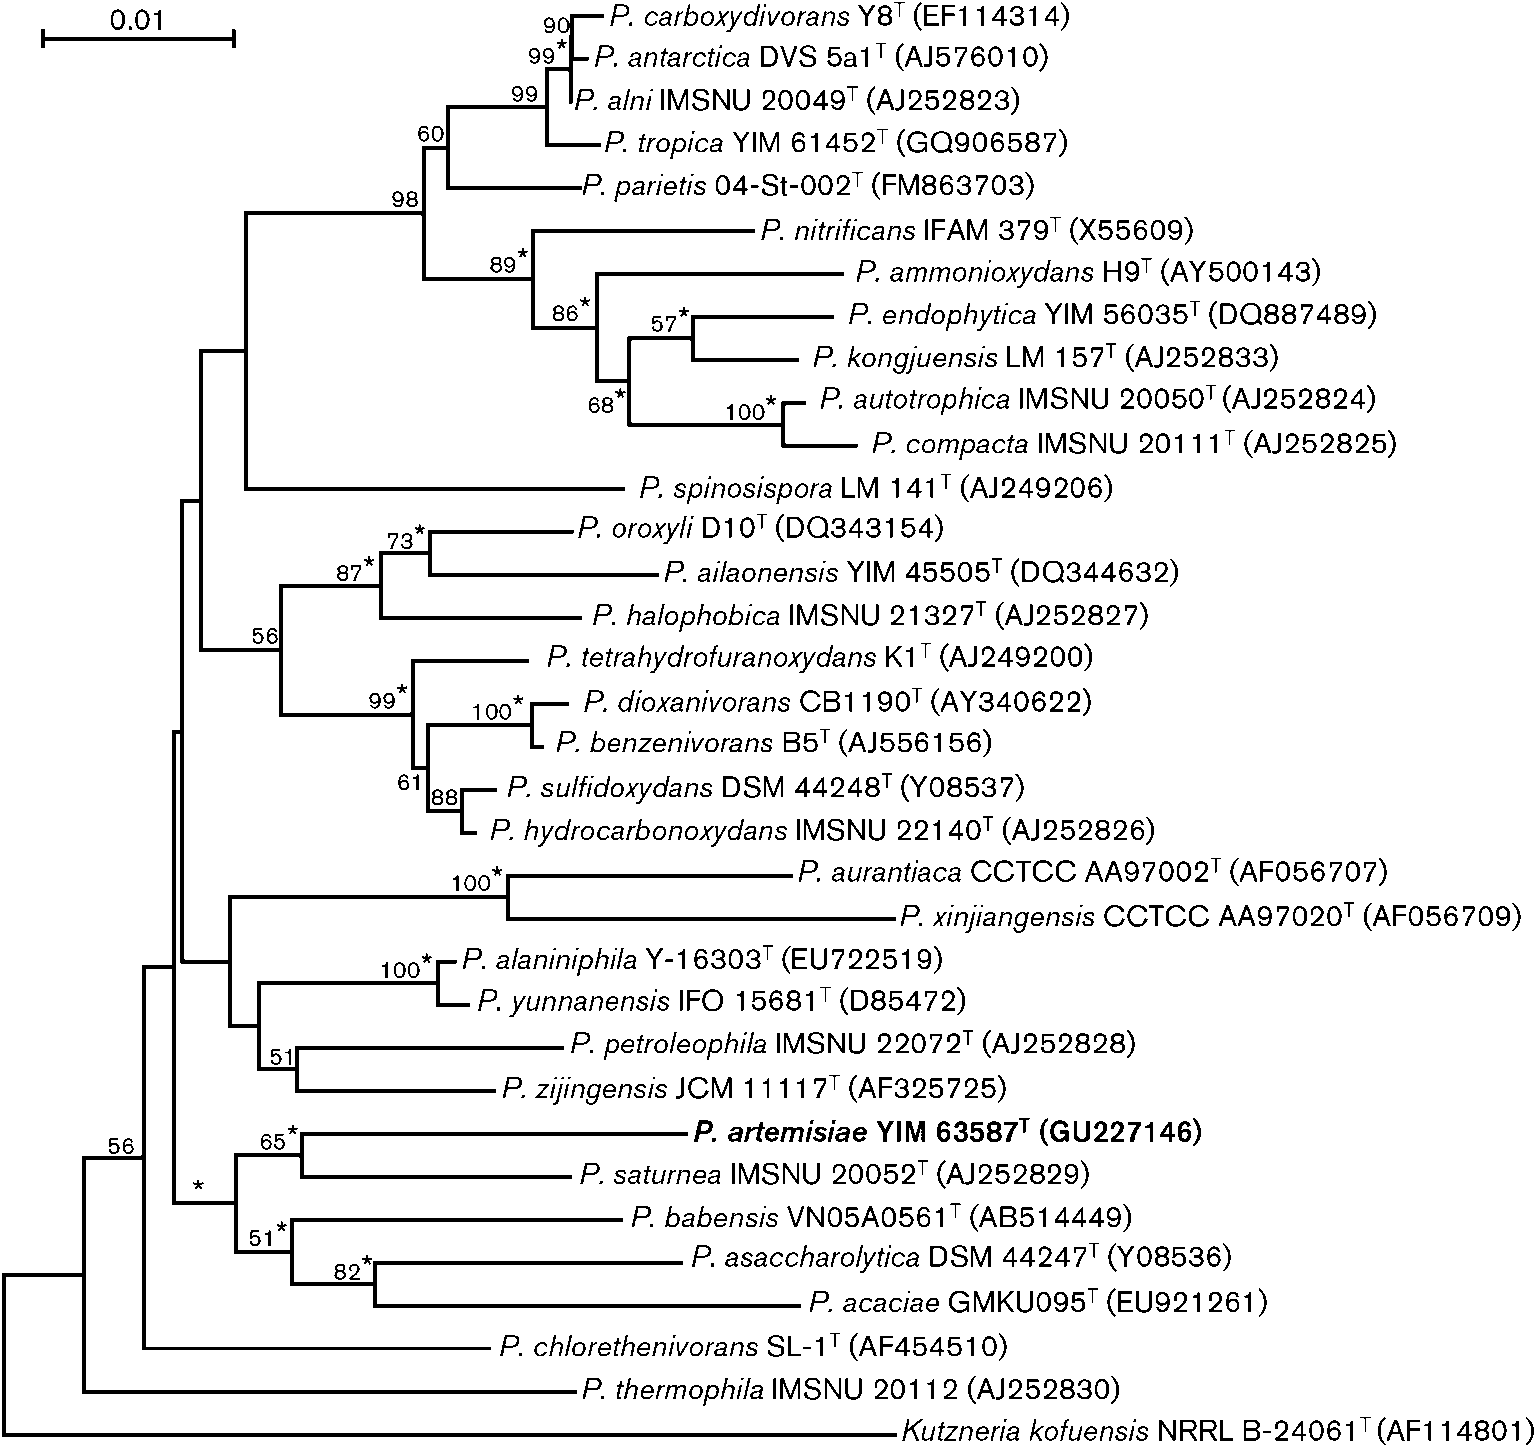 0.01
90
P. carboxydivorans Y8ᵀ (EF114314)
99*
P. antarctica DVS 5a1ᵀ (AJ576010)
99
P. alni IMSNU 20049ᵀ (AJ252823)
60
P. tropica YIM 61452ᵀ (GQ906587)
P. parietis 04-St-002ᵀ (FM863703)
98
P. nitrificans IFAM 379ᵀ (X55609)
89*
P. ammonioxydans H9ᵀ (AY500143)
86*
P. endophytica YIM 56035ᵀ (DQ887489)
57*
P. kongjuensis LM 157ᵀ (AJ252833)
68*
P. autotrophica IMSNU 20050ᵀ (AJ252824)
100*
P. compacta IMSNU 20111ᵀ (AJ252825)
P. spinosispora LM 141ᵀ (AJ249206)
P. oroxyli D10ᵀ (DQ343154)
73*
P. ailaonensis YIM 45505ᵀ (DQ344632)
87*
P. halophobica IMSNU 21327ᵀ (AJ252827)
56
P. tetrahydrofuranoxydans K1ᵀ (AJ249200)
99*
P. dioxanivorans CB1190ᵀ (AY340622)
100*
P. benzenivorans B5ᵀ (AJ556156)
61
P. sulfidoxydans DSM 44248ᵀ (Y08537)
88
P. hydrocarbonoxydans IMSNU 22140ᵀ (AJ252826)
P. aurantiaca CCTCC AA97002ᵀ (AF056707)
100*
P. xinjiangensis CCTCC AA97020ᵀ (AF056709)
P. alaniniphila Y-16303ᵀ (EU722519)
100*
P. yunnanensis IFO 15681ᵀ (D85472)
P. petroleophila IMSNU 22072ᵀ (AJ252828)
51
P. zijingensis JCM 11117ᵀ (AF325725)
P. artemisiae YIM 63587ᵀ (GU227146)
65*
56
P. saturnea IMSNU 20052ᵀ (AJ252829)
*
P. babensis VN05A0561ᵀ (AB514449)
51*
P. asaccharolytica DSM 44247ᵀ (Y08536)
82*
P. acaciae GMKU095ᵀ (EU921261)
P. chlorethenivorans SL-1ᵀ (AF454510)
P. thermophila IMSNU 20112 (AJ252830)
Kutzneria kofuensis NRRL B-24061ᵀ (AF114801)